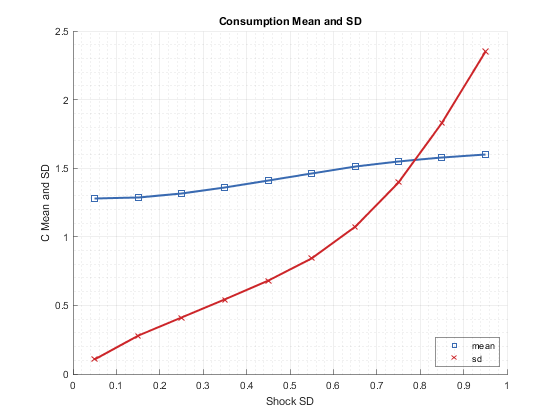 Consumption Mean and SD
2.5
2
1.5
1
0.5
0
C Mean and SD
0 0.1 0.2 0.3 0.4 0.5 0.6 0.7 0.8 0.9 1
Shock SD
mean
sd